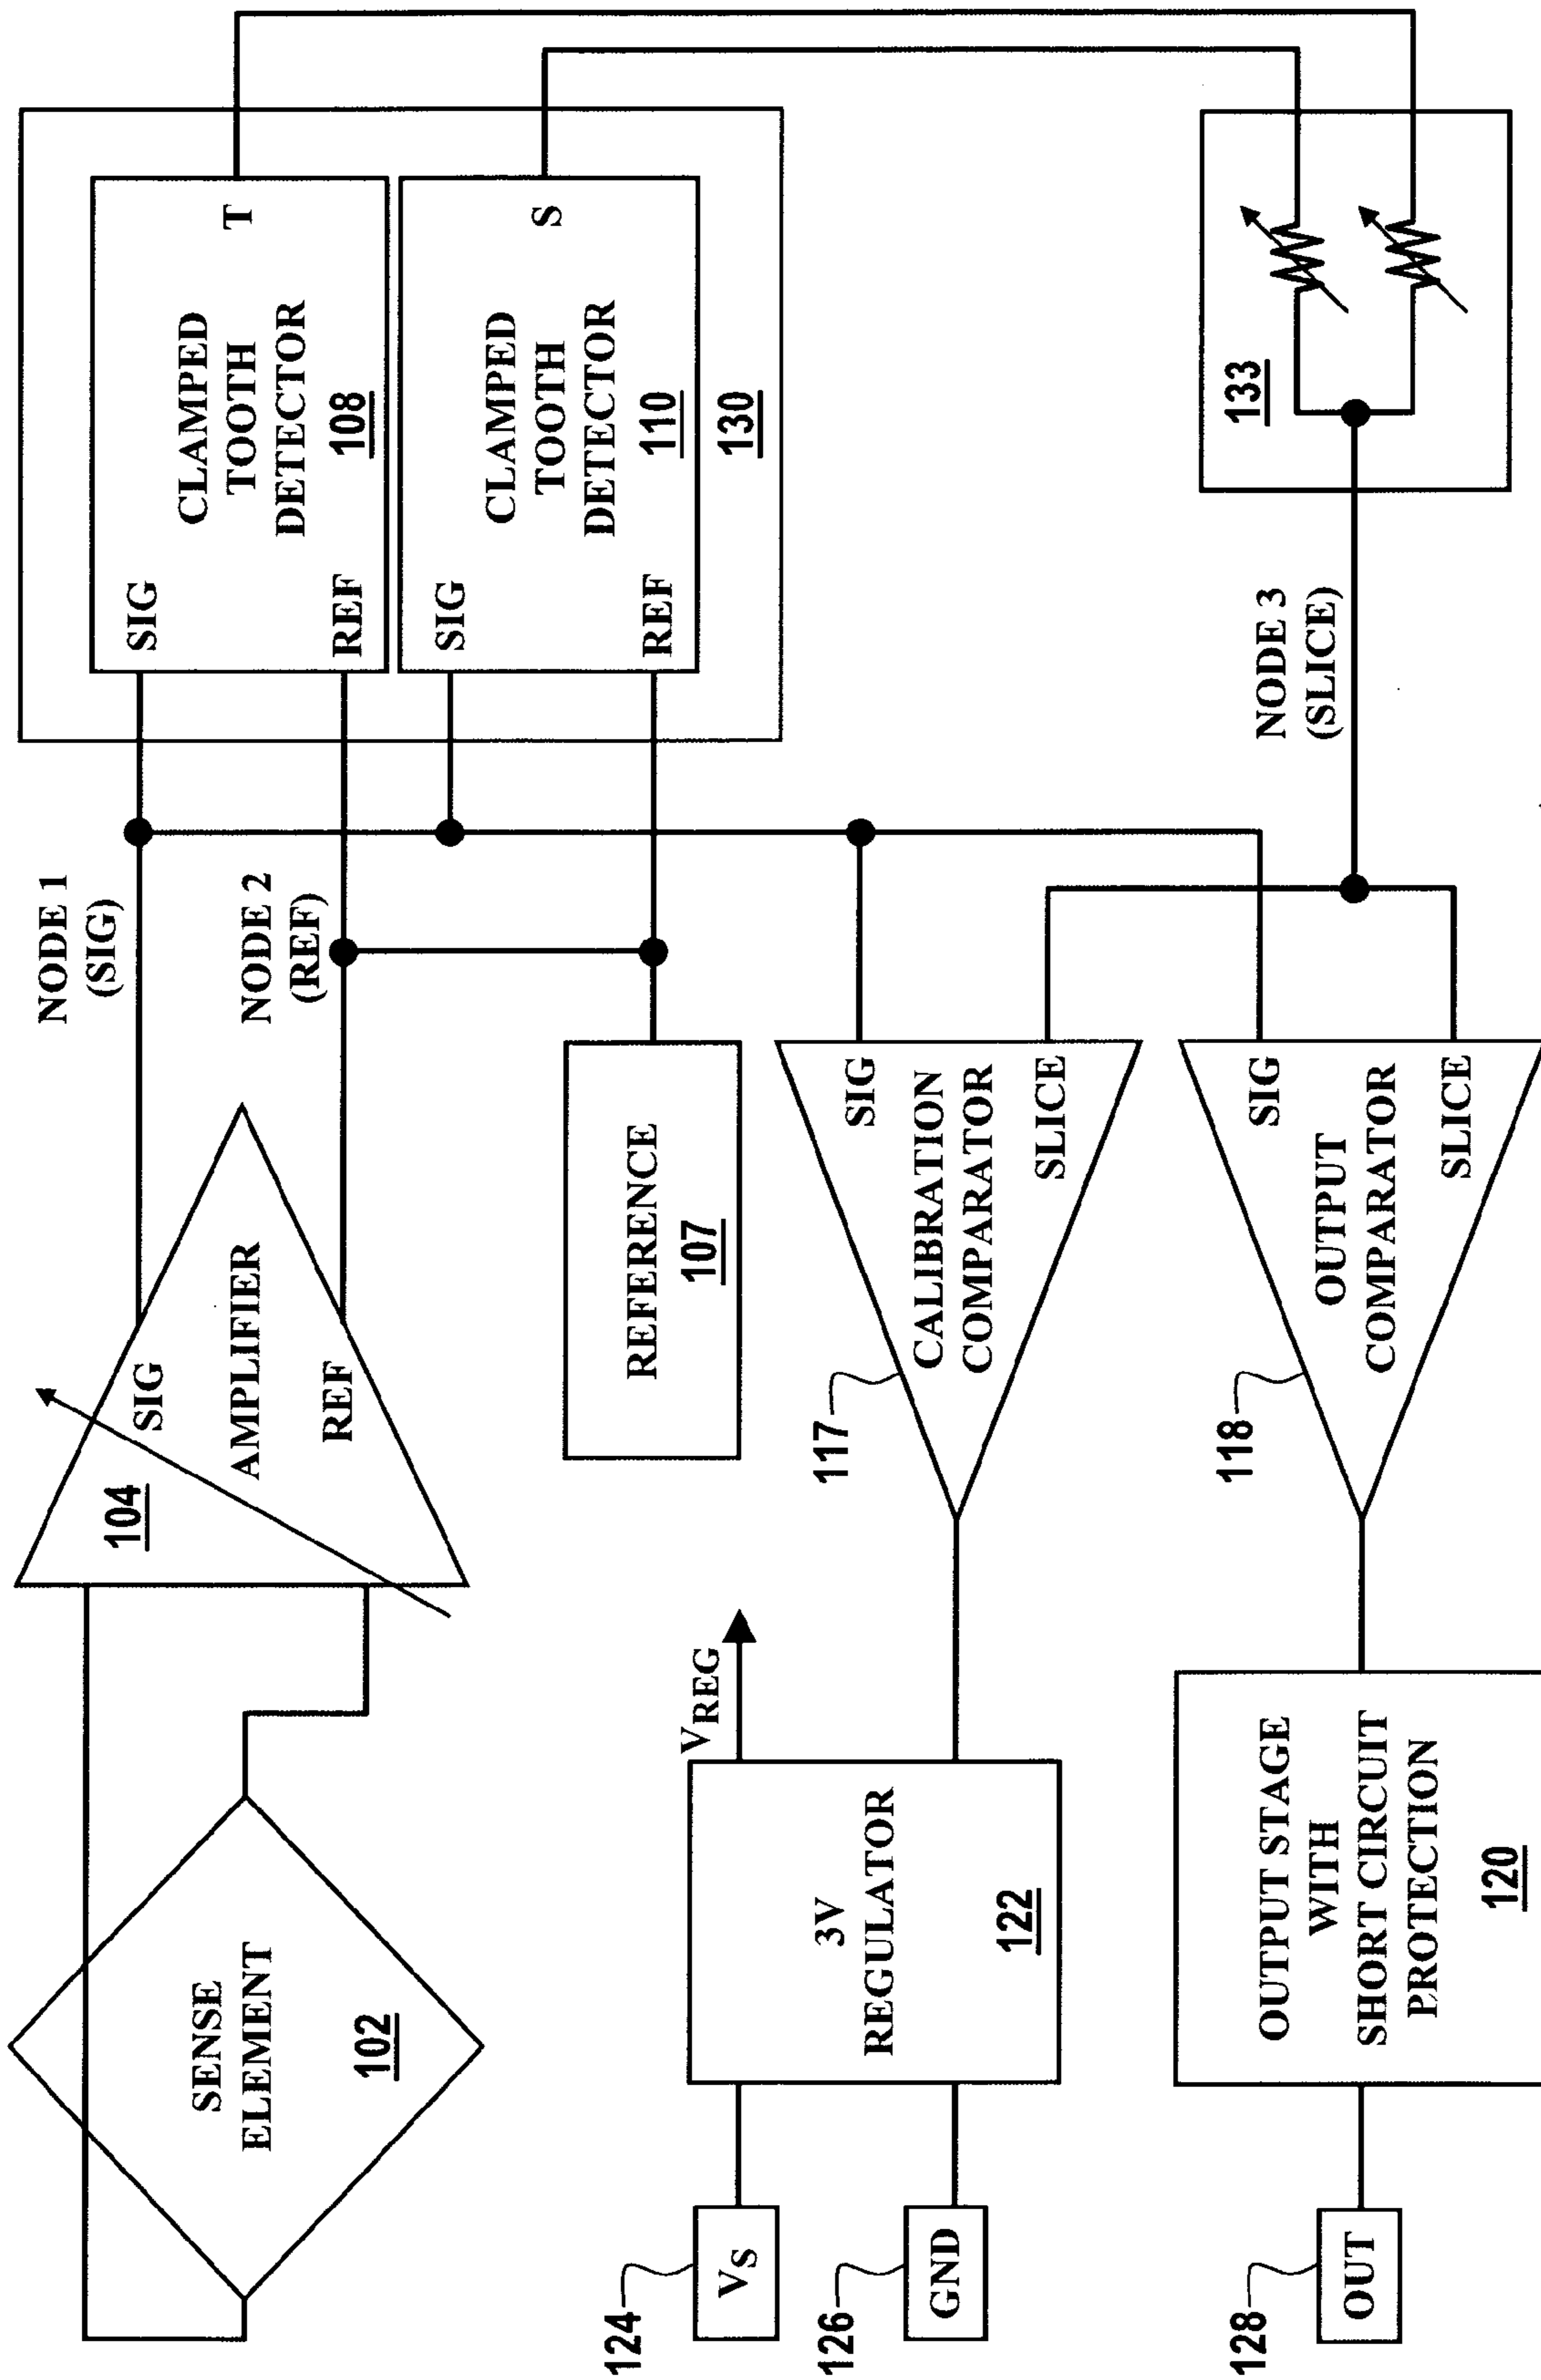 SENSE
ELEMENT
102
104
SIG
AMPLIFIER
REF
NODE 1
(SIG)
NODE 2
(REF)
SIG
REF
CLAMPED
TOOTH
DETECTOR
108
T
SIG
REF
CLAMPED
TOOTH
DETECTOR
110
S
130
REFERENCE
107
124
VS
126
GND
3V
REGULATOR
122
VREG
117
CALIBRATION
COMPARATOR
SIG
SLICE
NODE 3
(SLICE)
133
128
OUT
OUTPUT STAGE
WITH
SHORT CIRCUIT
PROTECTION
120
118
OUTPUT
COMPARATOR
SIG
SLICE